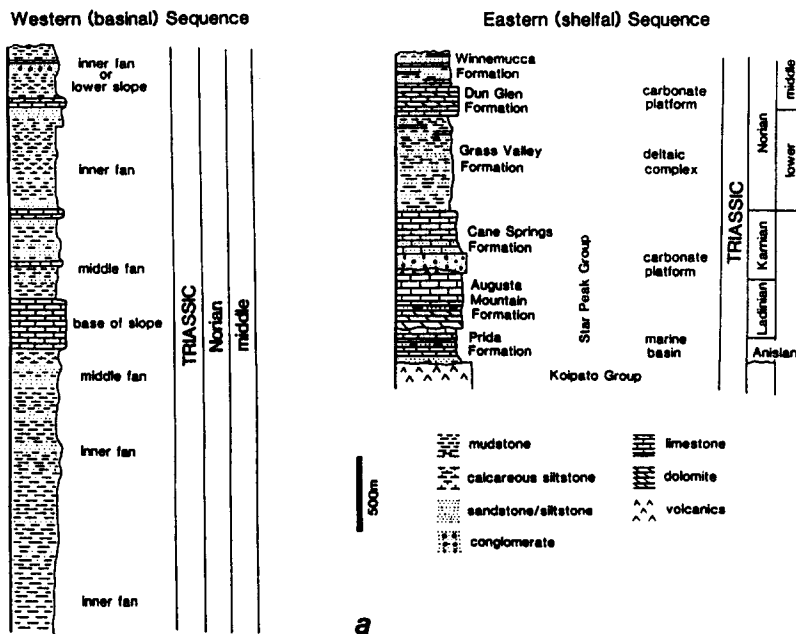 Western (basinal) Sequence
inner fan
or
lower slope
inner fan
middle fan
base of slope
middle fan
inner fan
inner fan
TRIASSIC
Norian
middle
Eastern (shelfal) Sequence
Winnemucca
Formation
Dun Glen
Formation
Grass Valley
Formation
Cane Springs
Formation
Augusta
Mountain
Formation
Prida
Formation
Koipato Group
Star Peak Group
carbonate
platform
deltaic
complex
carbonate
platform
marine
basin
TRIASSIC
Norian
Karnian
Ladinian
Anisian
middle
lower
500m
mudstone
calcareous siltstone
sandstone/siltstone
conglomerate
limestone
dolomite
volcanics
a